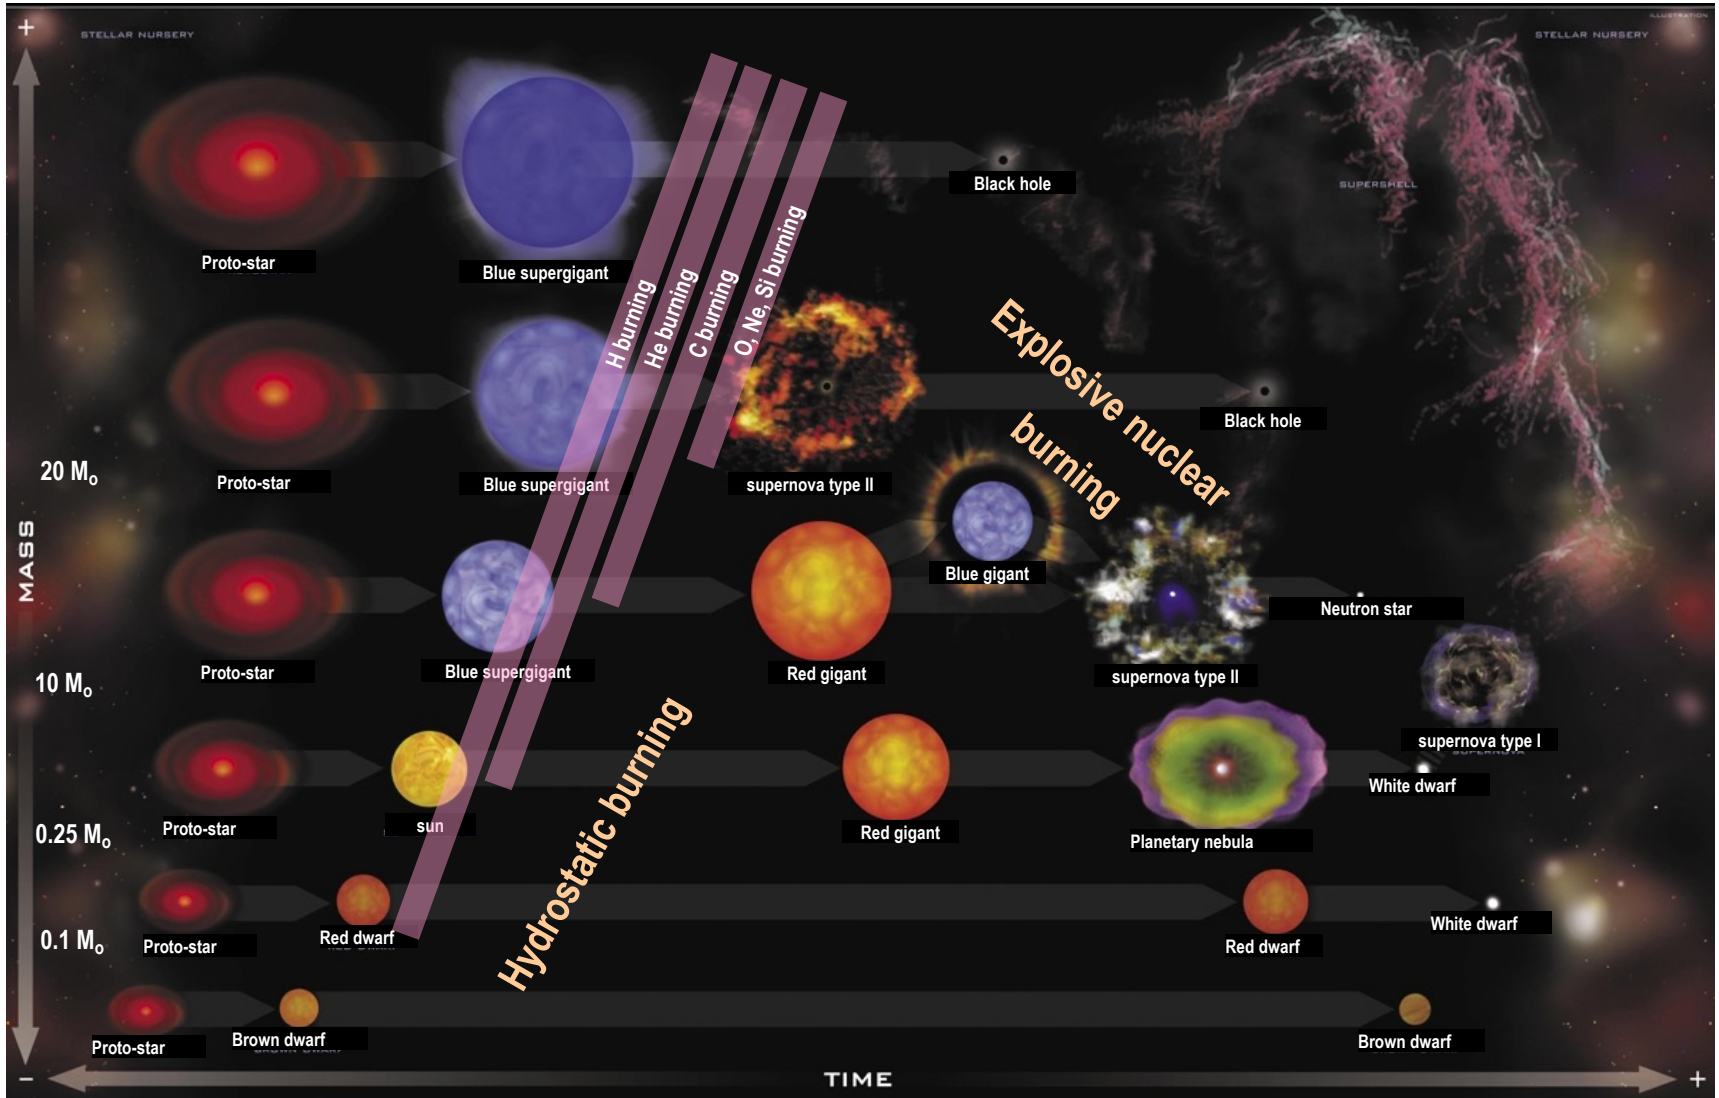 +
ILLUSTRATION
STELLAR NURSERY
STELLAR NURSERY
SUPERSHELL
Black hole
Proto-star
Blue supergigant
H burning
He burning
C burning
O, Ne, Si burning
Explosive nuclear
burning
Black hole
20 Mo
Proto-star
Blue supergigant
supernova type II
MASS
Blue gigant
Neutron star
10 Mo
Proto-star
Blue supergigant
Red gigant
supernova type II
Hydrostatic burning
supernova type I
White dwarf
0.25 Mo
Proto-star
sun
Red gigant
Planetary nebula
0.1 Mo
Proto-star
Red dwarf
Red dwarf
White dwarf
Proto-star
Brown dwarf
Brown dwarf
–
TIME
+